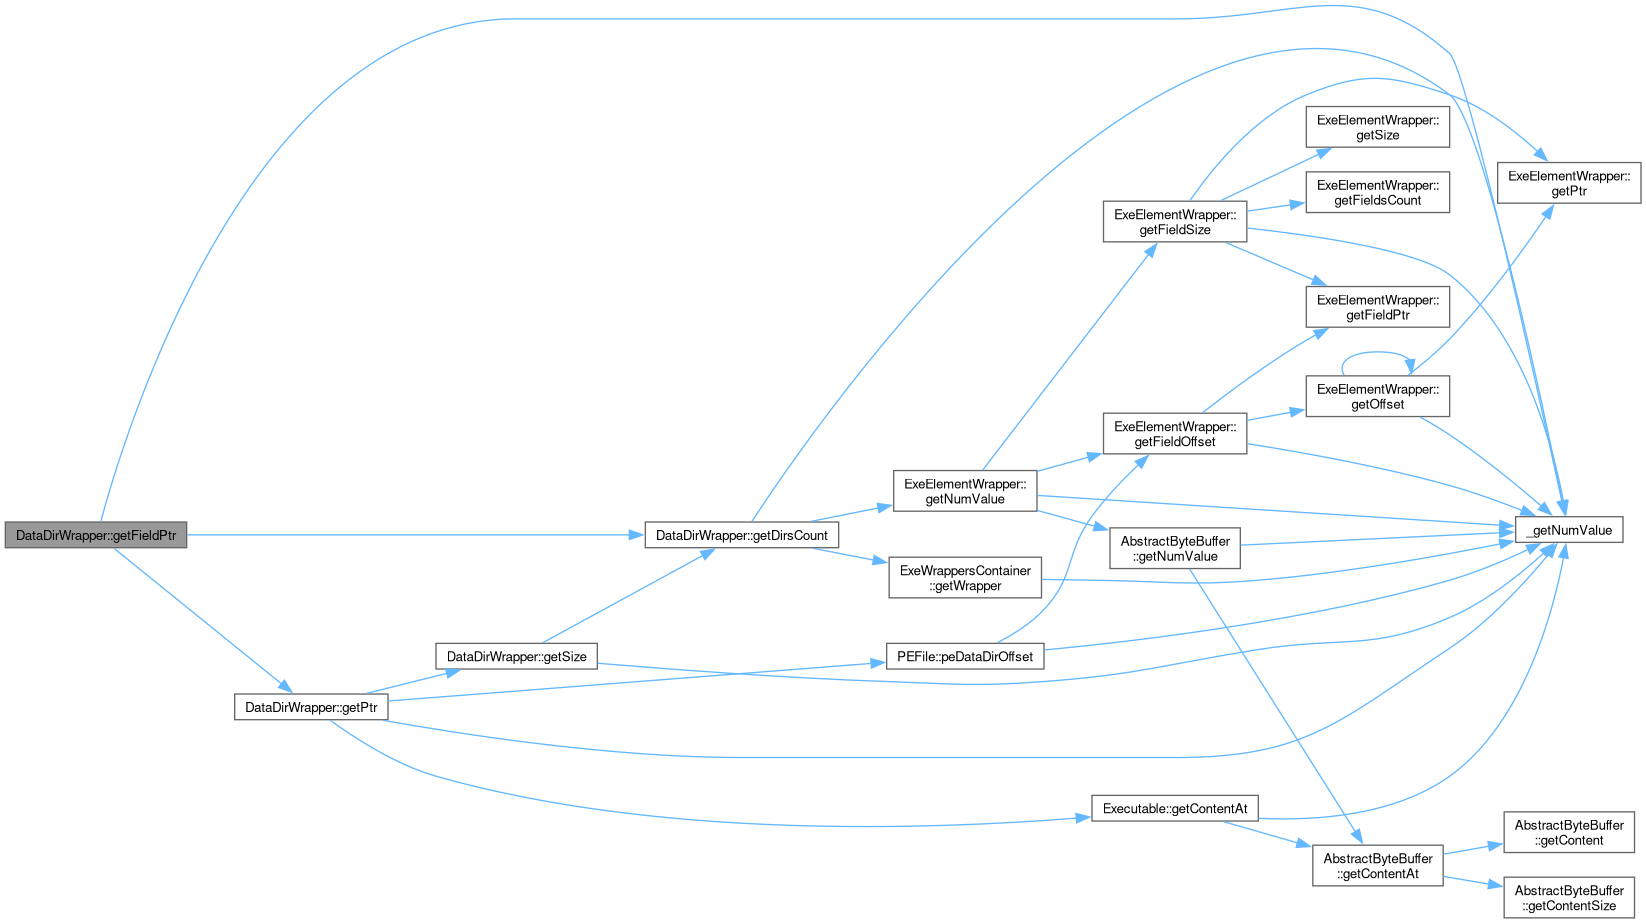 DataDirWrapper::getFieldPtr
DataDirWrapper::getDirsCount
DataDirWrapper::getSize
DataDirWrapper::getPtr
ExeElementWrapper::
getNumValue
ExeWrappersContainer
::getWrapper
PEFile::peDataDirOffset
ExeElementWrapper::
getFieldSize
ExeElementWrapper::
getFieldOffset
AbstractByteBuffer
::getNumValue
Executable::getContentAt
ExeElementWrapper::
getSize
ExeElementWrapper::
getFieldsCount
ExeElementWrapper::
getFieldPtr
ExeElementWrapper::
getOffset
AbstractByteBuffer
::getContentAt
ExeElementWrapper::
getPtr
_getNumValue
AbstractByteBuffer
::getContent
AbstractByteBuffer
::getContentSize